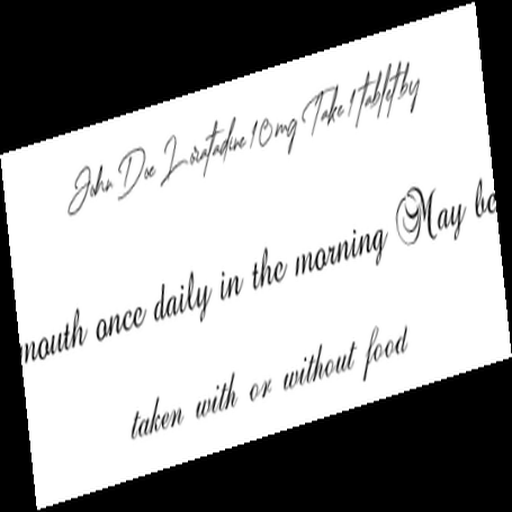 John Doe Loratadine 10mg Take 1 tablet by
mouth once daily in the morning May be
taken with or without food